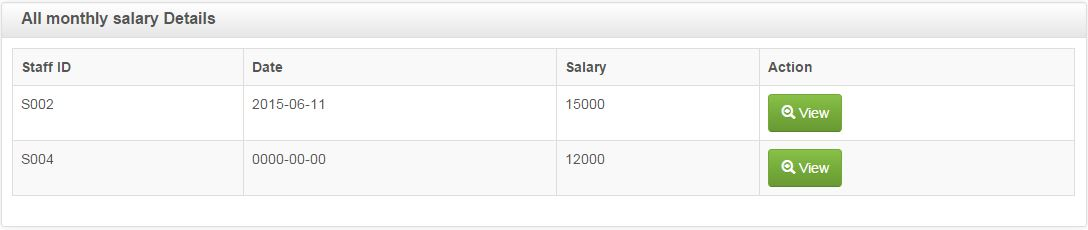 All monthly salary Details
Staff ID Date Salary Action
S002 2015-06-11 15000 View
S004 0000-00-00 12000 View